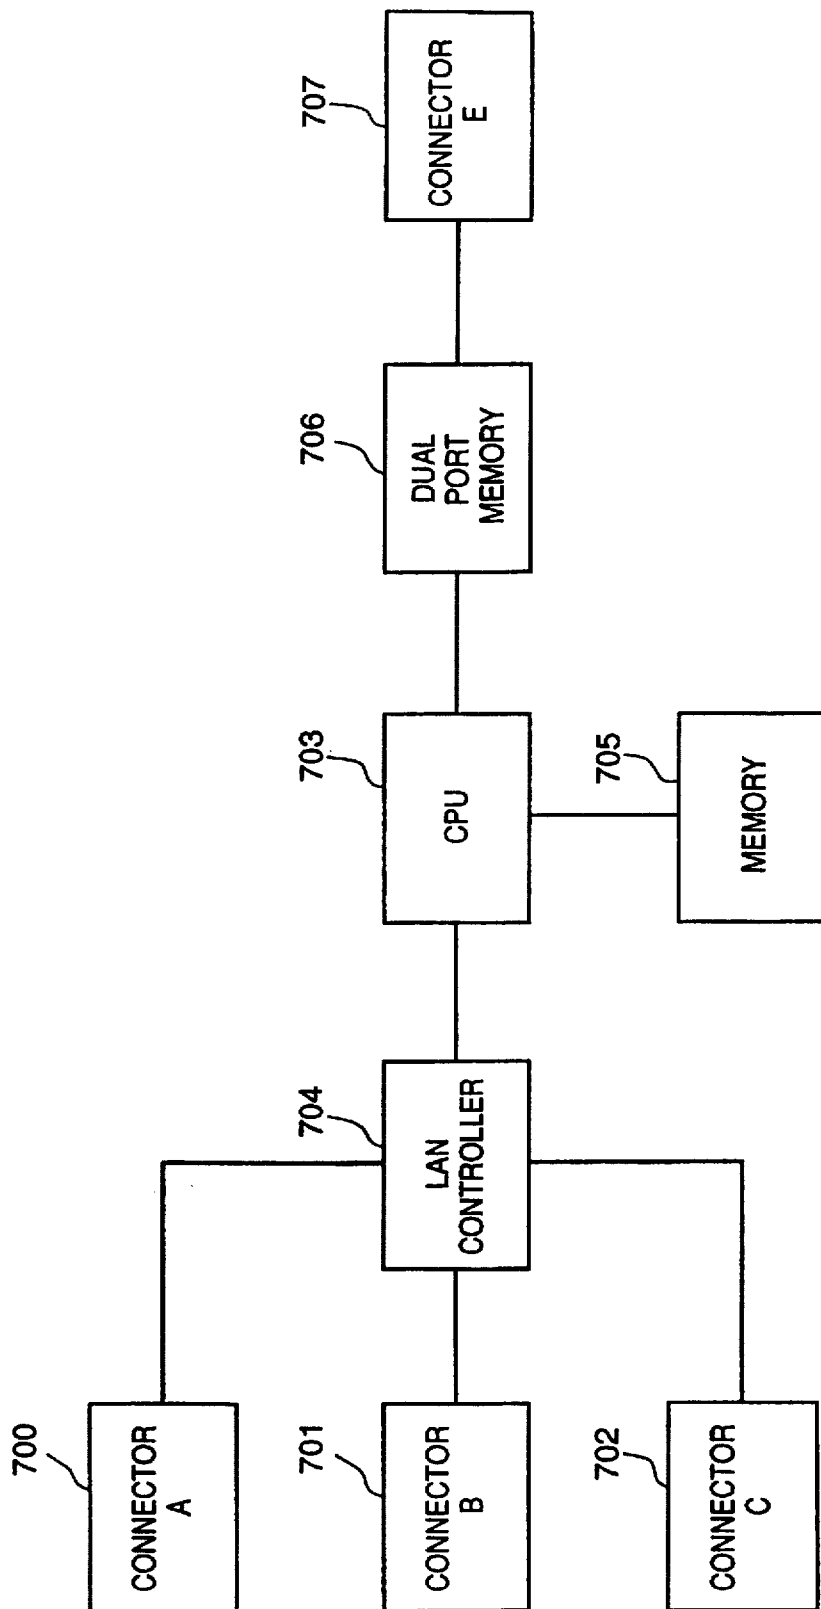 700
CONNECTOR
A
701
CONNECTOR
B
702
CONNECTOR
C
704
LAN
CONTROLLER
703
CPU
705
MEMORY
706
DUAL
PORT
MEMORY
707
CONNECTOR
E